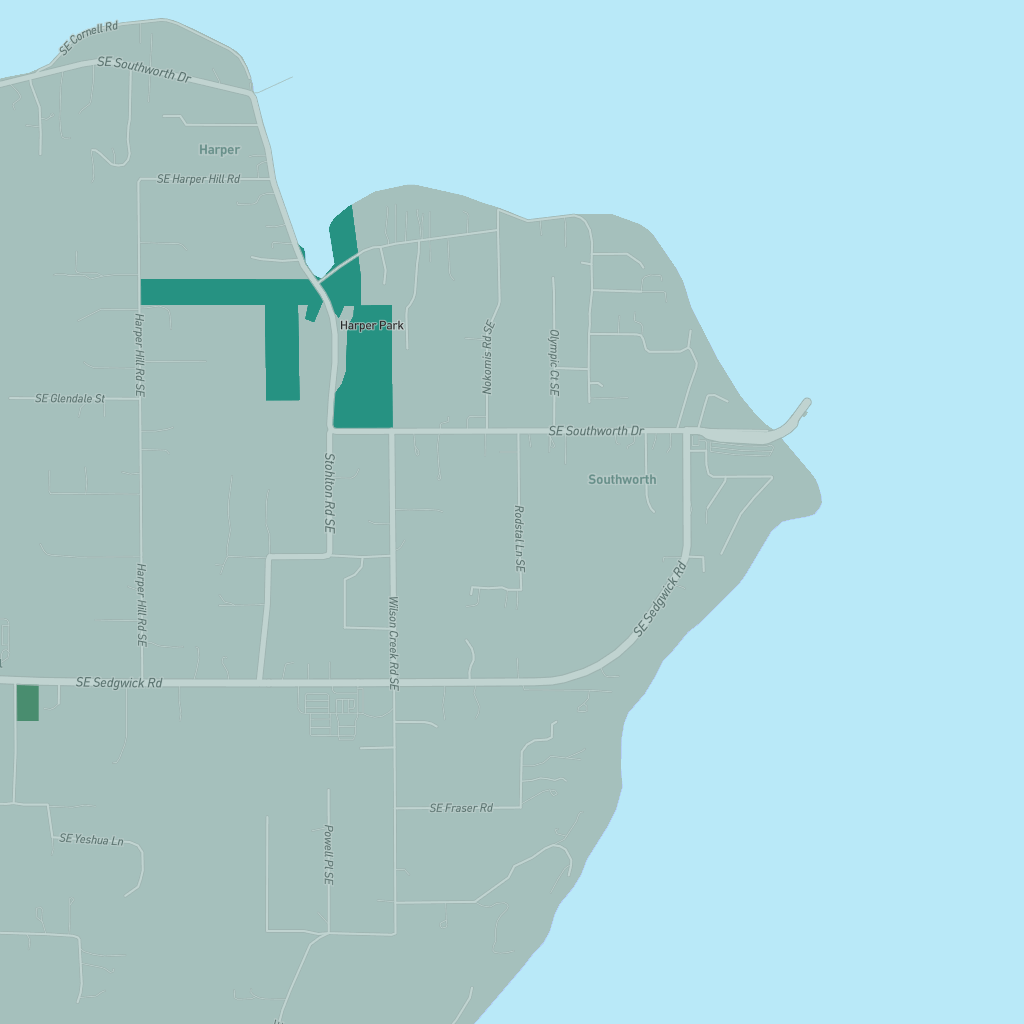 SE Cornell Rd
SE Southworth Dr
Harper
SE Harper Hill Rd
Harper Park
Harper Hill Rd SE
Nokomis Rd SE
Olympic Ct SE
SE Glendale St
SE Southworth Dr
Stohlton Rd SE
Southworth
Rodstal Ln SE
Harper Hill Rd SE
Wilson Creek Rd SE
SE Sedgwick Rd
SE Sedgwick Rd
SE Fraser Rd
SE Yeshua Ln
Powell Pt SE